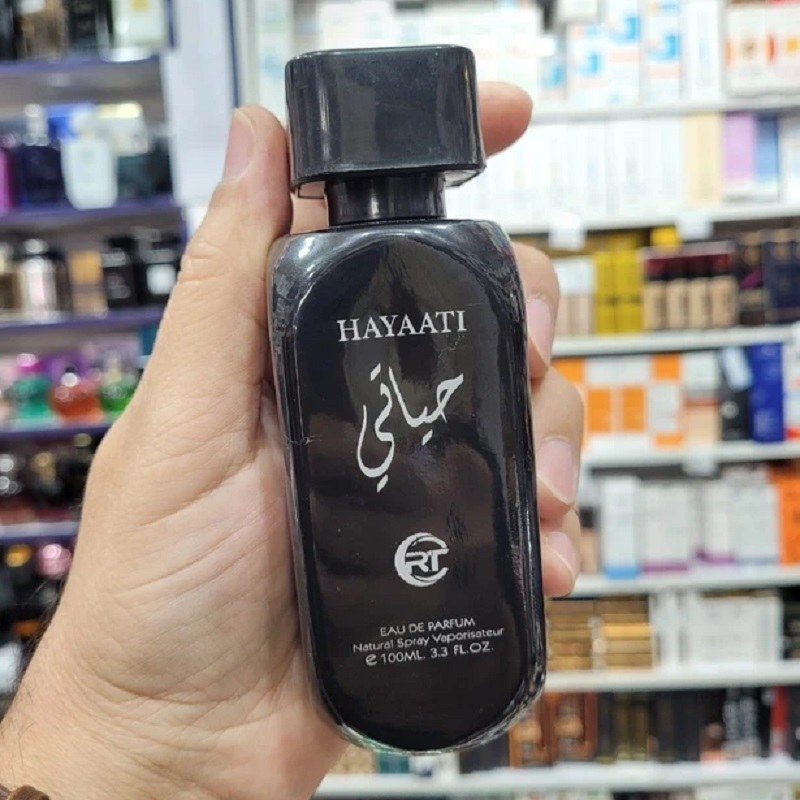 HAYAATI
حياتي
RT
EAU DE PARFUM
Natural Spray Vaporisateur
e 100ML. 3.3 FL.OZ.